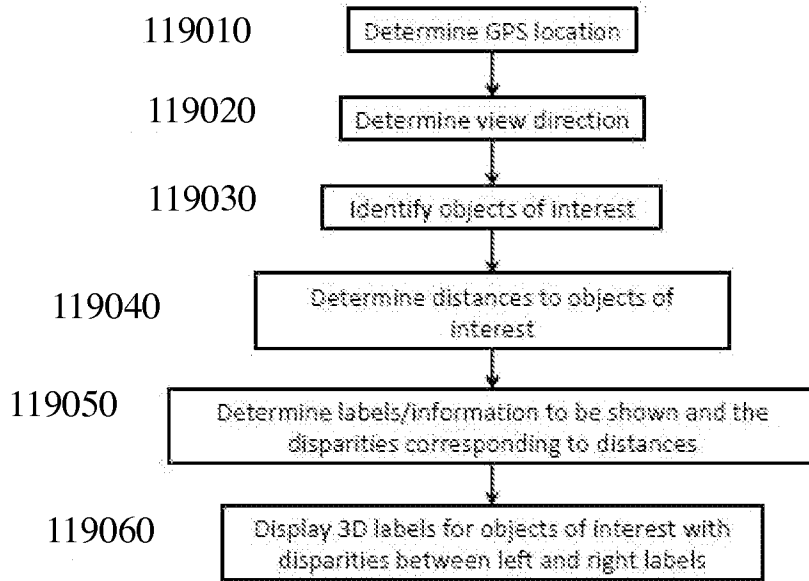 119010
Determine GPS location
119020
Determine view direction
119030
Identify objects of interest
119040
Determine distances to objects of
interest
119050
Determine labels/information to be shown and the
disparities corresponding to distances
119060
Display 3D labels for objects of interest with
disparities between left and right labels